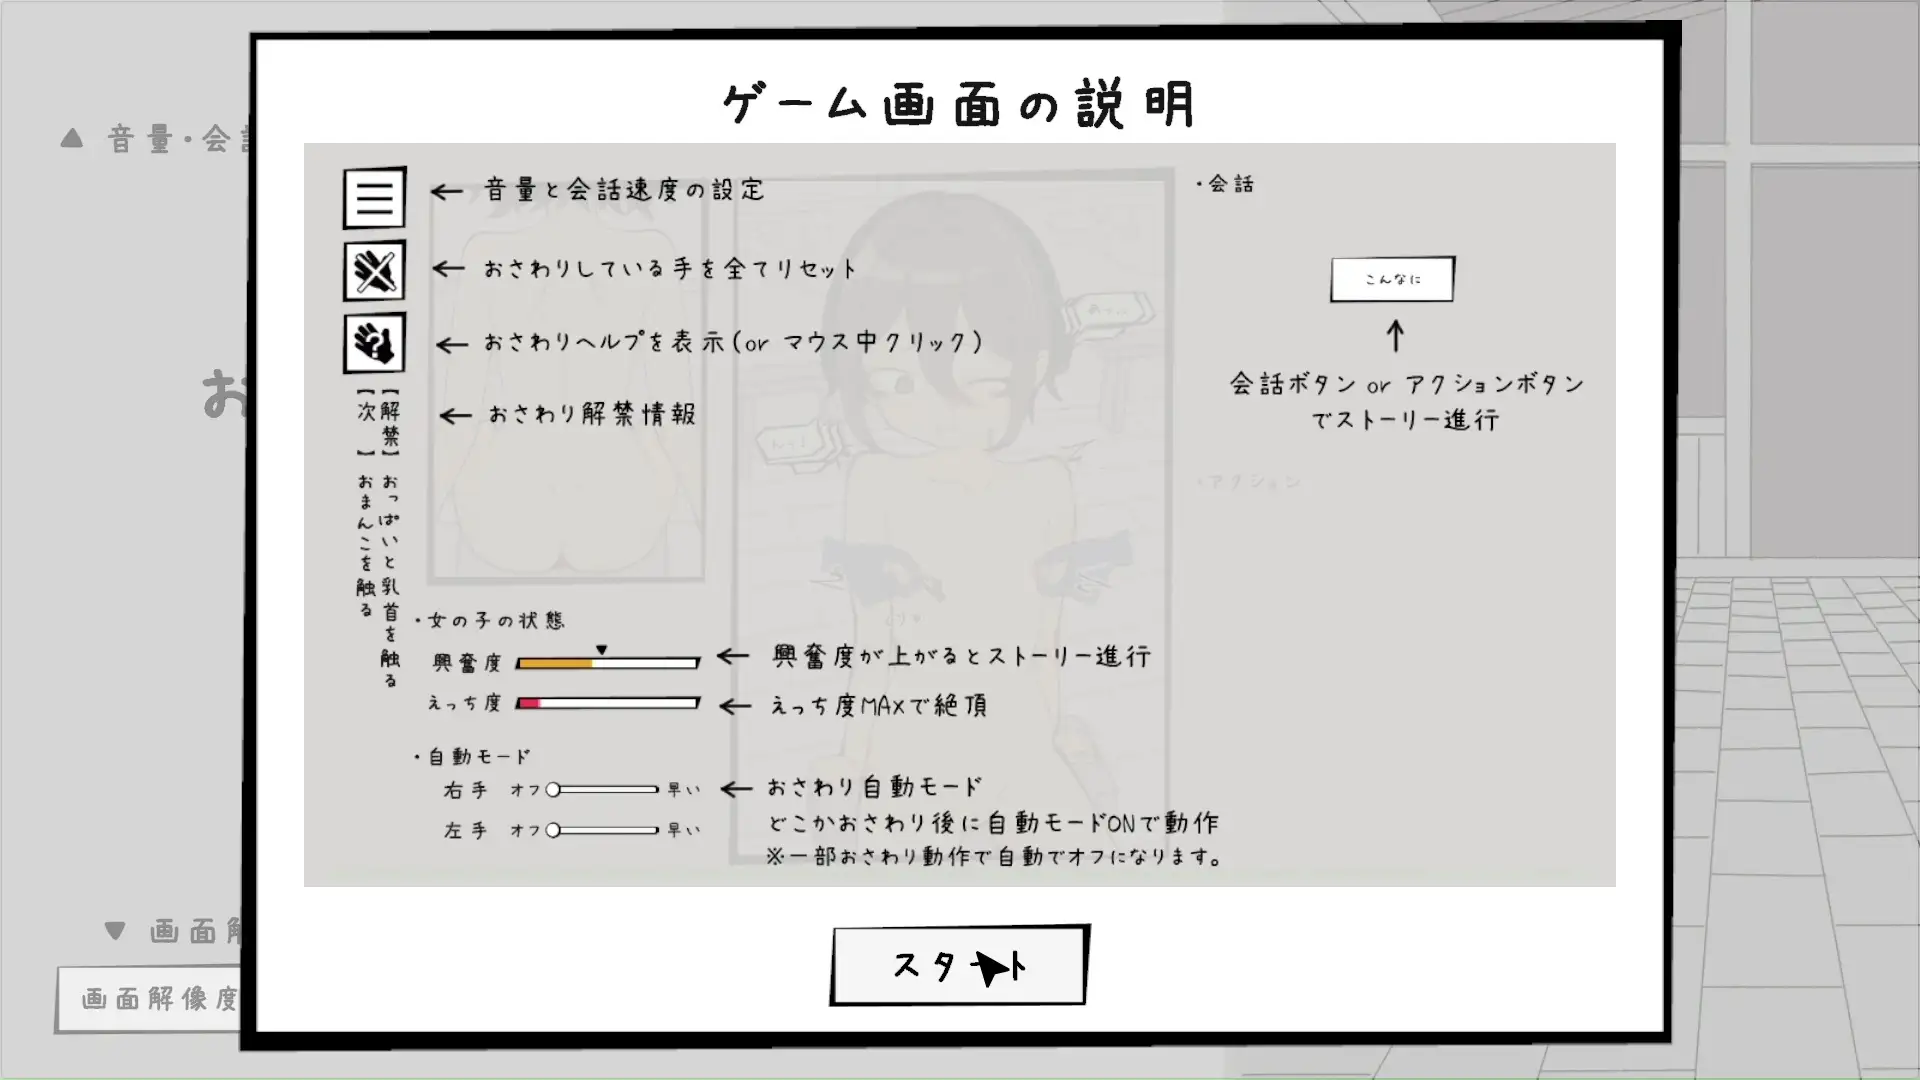 ゲーム画面の説明
▲ 音量・会
← 音量と会話速度の設定
← おさわりしている手を全てリセット
← おさわりヘルプを表示(or マウス中クリック)
← おさわり解禁情報
【解禁】 おっぱいと乳首を触る
【次】 おまんこを触る
・女の子の状態
興奮度
← 興奮度が上がるとストーリー進行
えっち度
← えっち度MAXで絶頂
・自動モード
右手 オフ 早い
左手 オフ 早い
← おさわり自動モード
どこかおさわり後に自動モードONで動作
※一部おさわり動作で自動でオフになります。
・会話
こんなに
↑
会話ボタン or アクションボタン
でストーリー進行
・アクション
お
▼ 画面解
画面解像度
スタート